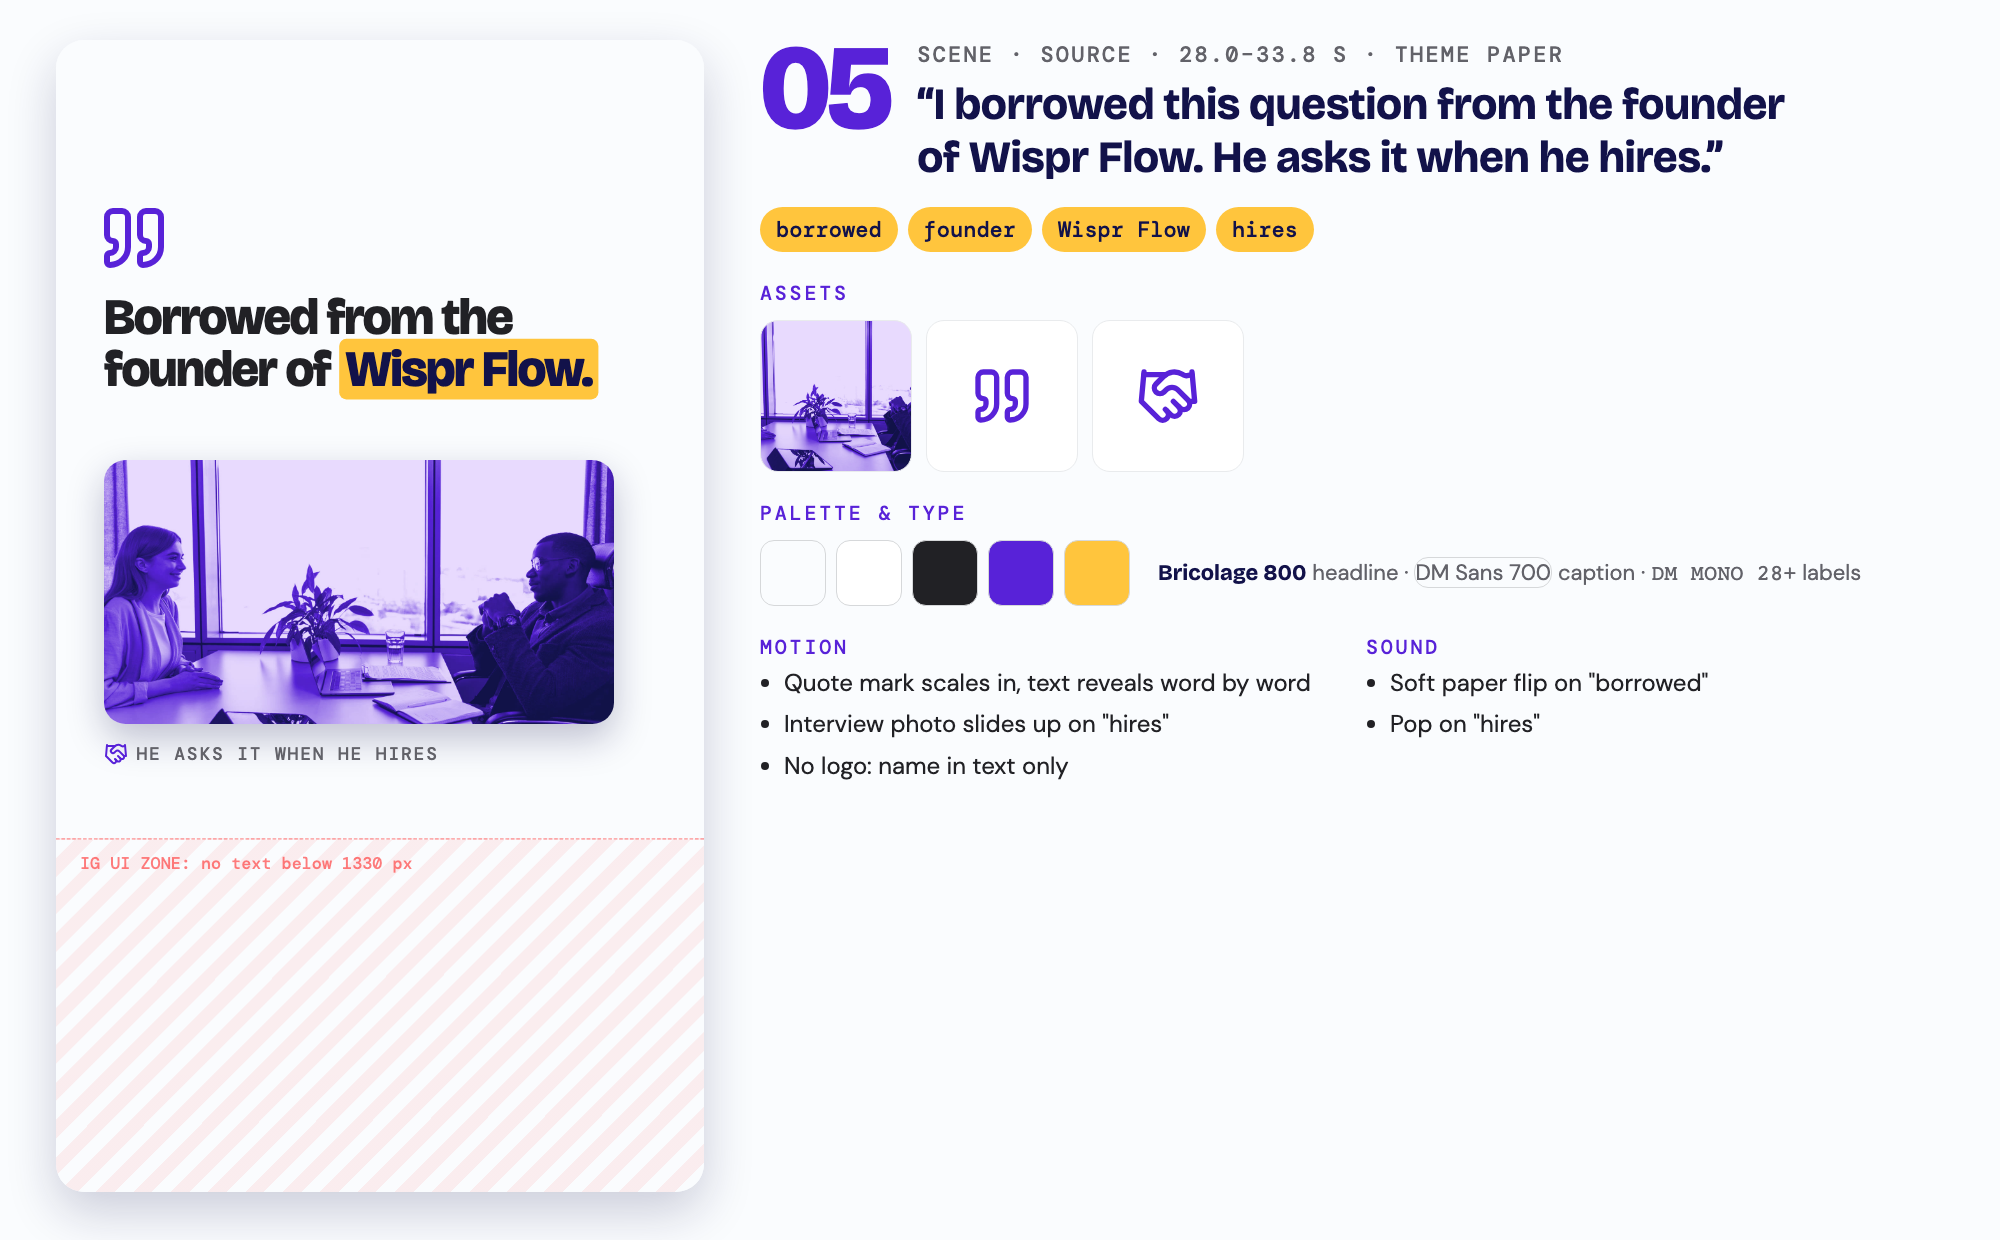 Borrowed from the
founder of Wispr Flow.
HE ASKS IT WHEN HE HIRES
IG UI ZONE: no text below 1330 px
05
SCENE · SOURCE · 28.0–33.8 S · THEME PAPER
“I borrowed this question from the founder
of Wispr Flow. He asks it when he hires.”
borrowed founder Wispr Flow hires
ASSETS
PALETTE & TYPE
Bricolage 800 headline · DM Sans 700 caption · DM MONO 28+ labels
MOTION
• Quote mark scales in, text reveals word by word
• Interview photo slides up on "hires"
• No logo: name in text only
SOUND
• Soft paper flip on "borrowed"
• Pop on "hires"